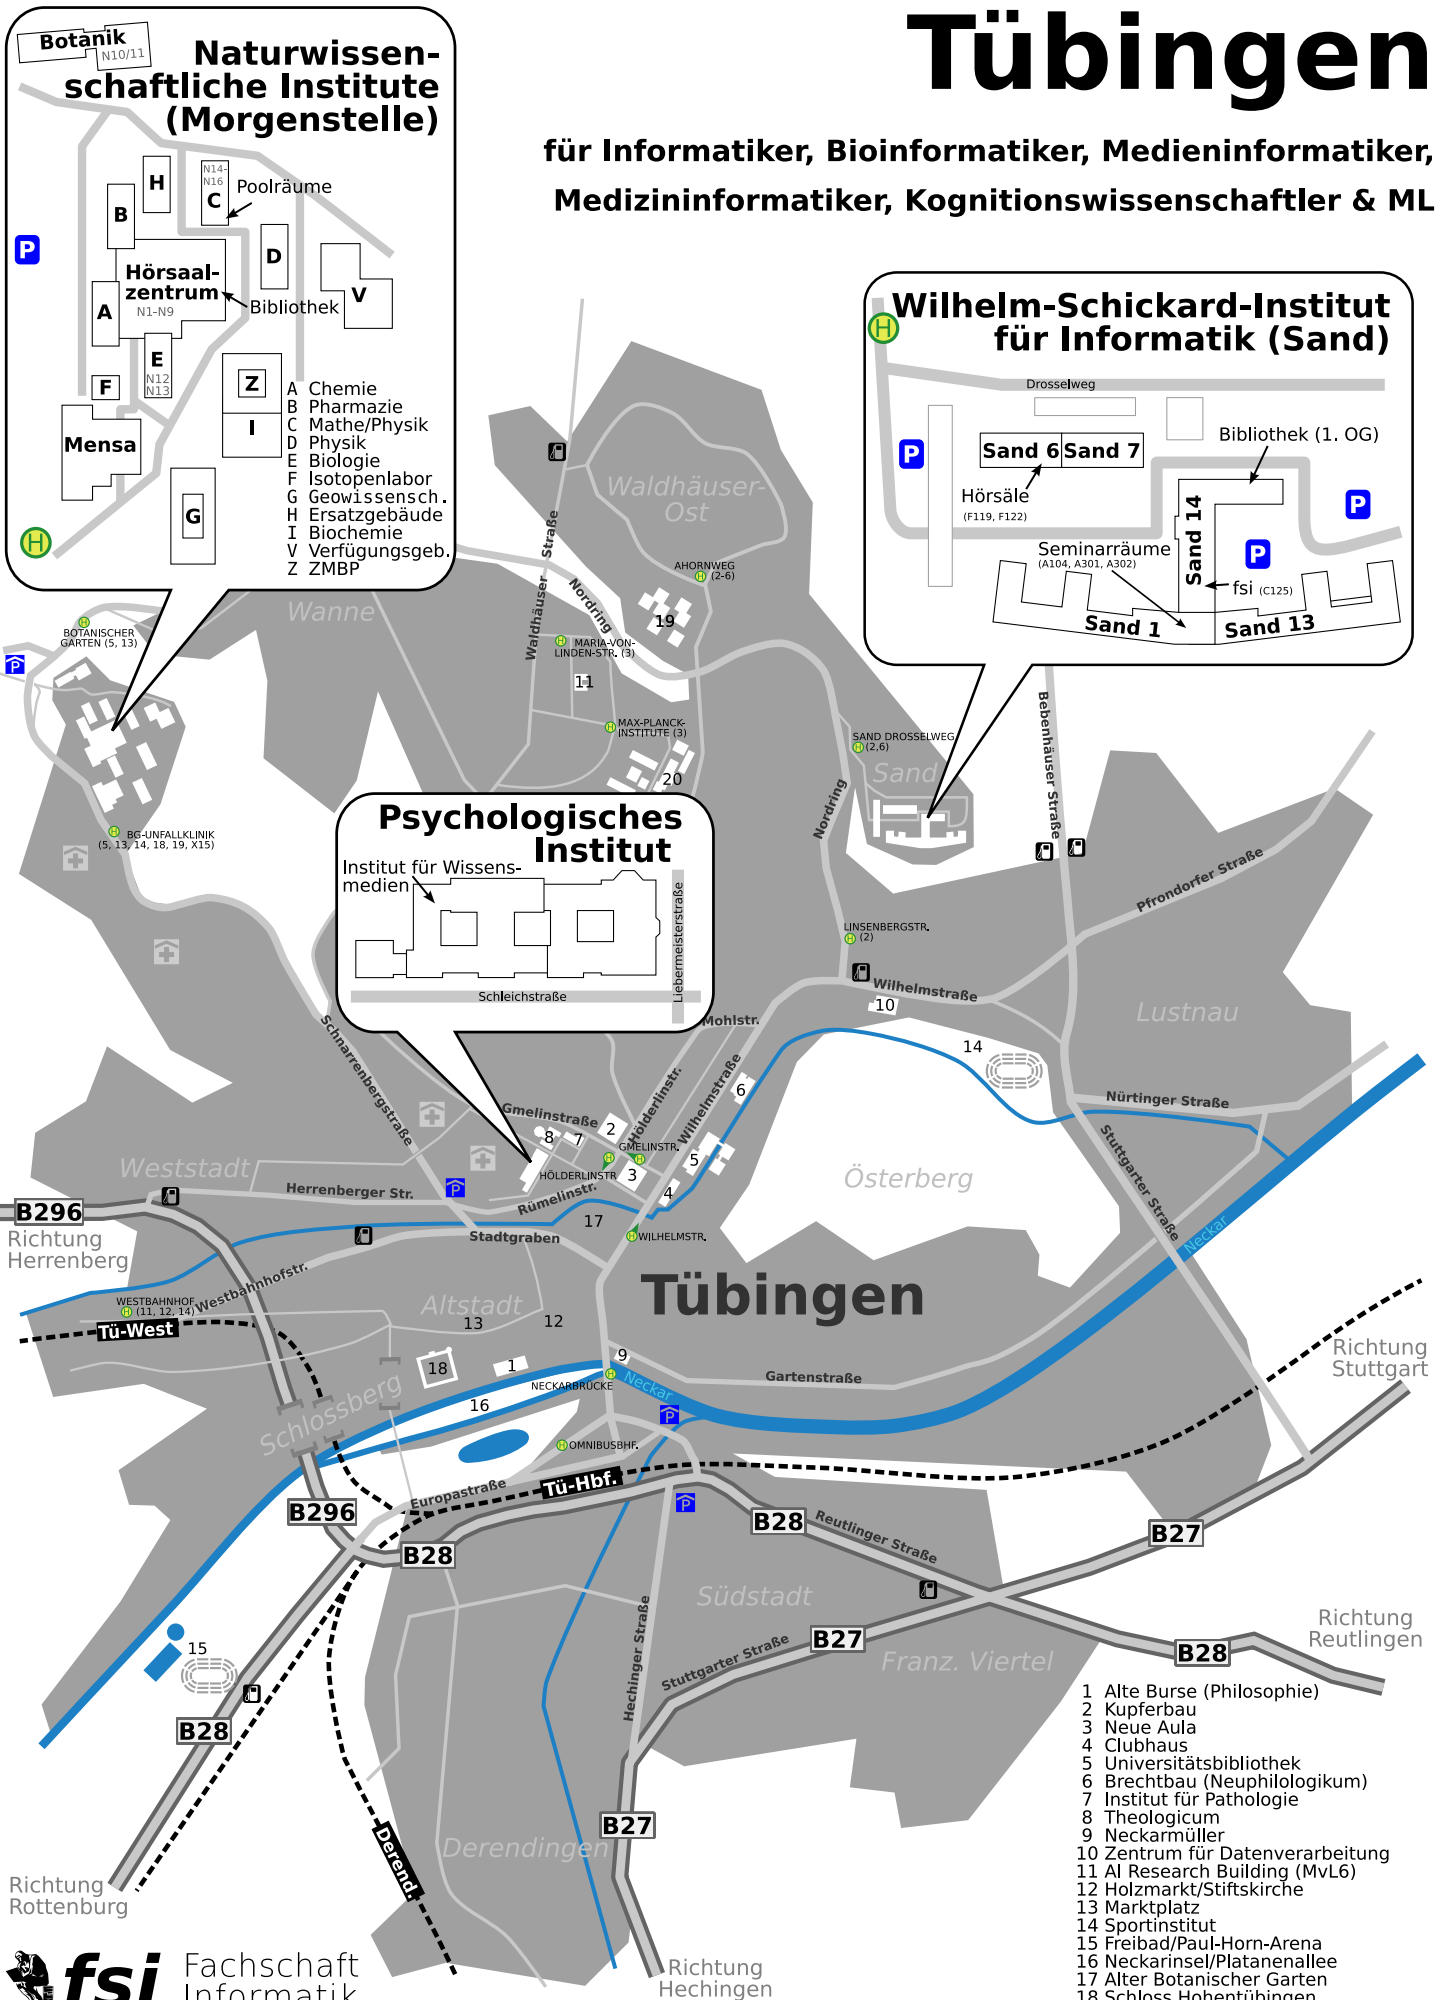 Tübingen
für Informatiker, Bioinformatiker, Medieninformatiker,
Medizininformatiker, Kognitionswissenschaftler & ML
Botanik
N10/11
Naturwissen-
schaftliche Institute
(Morgenstelle)
H
N14-
N16
C
Poolräume
B
P
D
Hörsaal-
zentrum
N1-N9
Bibliothek
V
A
E
N12
N13
F
Z
I
Mensa
G
H
A Chemie
B Pharmazie
C Mathe/Physik
D Physik
E Biologie
F Isotopenlabor
G Geowissensch.
H Ersatzgebäude
I Biochemie
V Verfügungsgeb.
Z ZMBP
Wilhelm-Schickard-Institut
für Informatik (Sand)
H
Drosselweg
P
Sand 6
Sand 7
Bibliothek (1. OG)
Hörsäle
(F119, F122)
P
Sand 14
Seminarräume
(A104, A301, A302)
P
fsi (C125)
Sand 1
Sand 13
Waldhäuser-
Ost
Waldhäuser Straße
Nordring
AHORNWEG
H (2-6)
19
Wanne
H
BOTANISCHER
GARTEN (5, 13)
P
H MARIA-VON-
LINDEN-STR. (3)
11
H MAX-PLANCK-
INSTITUTE (3)
20
SAND DROSSELWEG
H (2,6)
Sand
Bebenhäuser Straße
Nordring
H BG-UNFALLKLINIK
(5, 13, 14, 18, 19, X15)
Psychologisches
Institut
Institut für Wissens-
medien
Liebermeisterstraße
Schleichstraße
Pfrondorfer Straße
LINSENBERGSTR.
H (2)
Wilhelmstraße
10
Lustnau
Schnarrenbergstraße
Mohlstr.
14
Wilhelmstraße
Hölderlinstr.
6
Gmelinstraße
2
8
7
GMELINSTR.
H
H
HÖLDERLINSTR
3
5
4
Nürtinger Straße
Stuttgarter Straße
Weststadt
Österberg
Herrenberger Str.
P
Rümelinstr.
17
H WILHELMSTR.
B296
Richtung
Herrenberg
Stadtgraben
Neckar
Westbahnhofstr.
WESTBAHNHOF
H (11, 12, 14)
Tü-West
Altstadt
13
12
Tübingen
Richtung
Stuttgart
18
1
9
H
NECKARBRÜCKE
Neckar
Gartenstraße
Schlossberg
16
P
H OMNIBUSBHF.
Tü-Hbf.
Europastraße
P
B296
B28
B28
Reutlinger Straße
B27
Südstadt
Hechinger Straße
Stuttgarter Straße
B27
Franz. Viertel
B28
Richtung
Reutlingen
15
B28
Derendingen
Derend.
B27
Richtung
Rottenburg
Richtung
Hechingen
1 Alte Burse (Philosophie)
2 Kupferbau
3 Neue Aula
4 Clubhaus
5 Universitätsbibliothek
6 Brechtbau (Neuphilologikum)
7 Institut für Pathologie
8 Theologicum
9 Neckarmüller
10 Zentrum für Datenverarbeitung
11 AI Research Building (MvL6)
12 Holzmarkt/Stiftskirche
13 Marktplatz
14 Sportinstitut
15 Freibad/Paul-Horn-Arena
16 Neckarinsel/Platanenallee
17 Alter Botanischer Garten
18 Schloss Hohentübingen
fsi
Fachschaft
Informatik